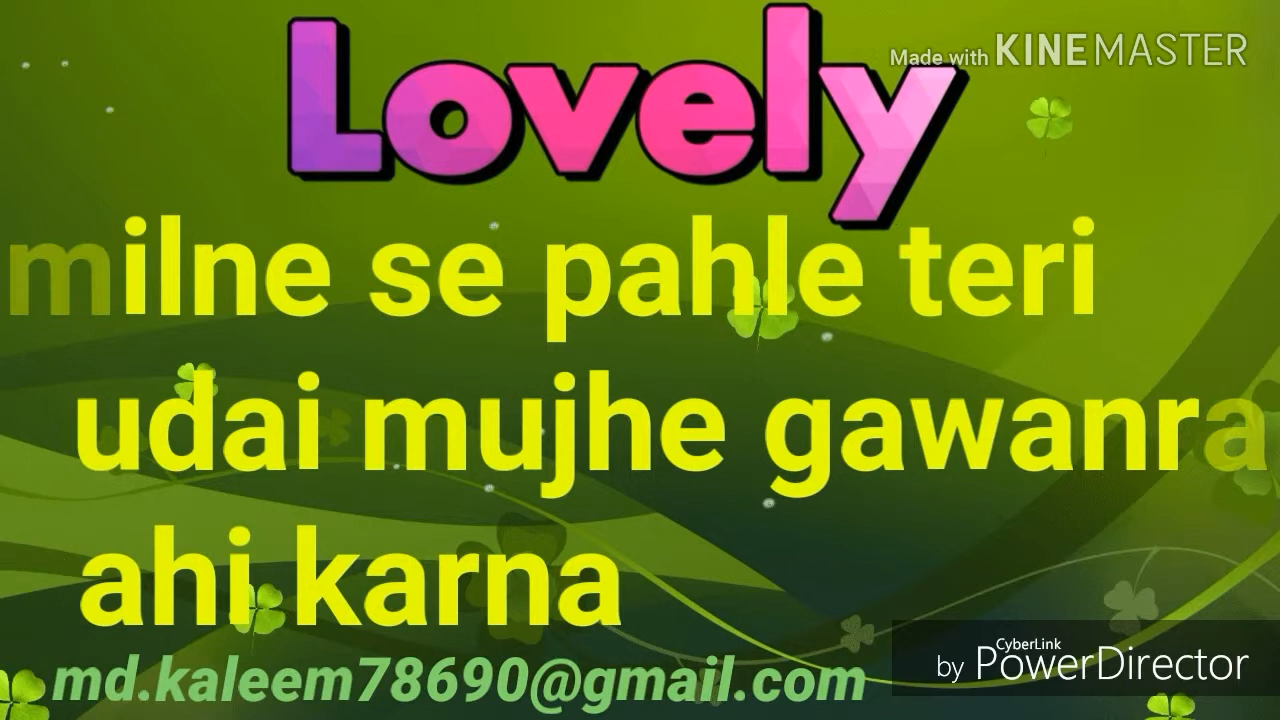 Lovely
Made with KINEMASTER
milne se pahle teri
udai mujhe gawanra
ahi karna
md.kaleem78690@gmail.com
CyberLink
by PowerDirector